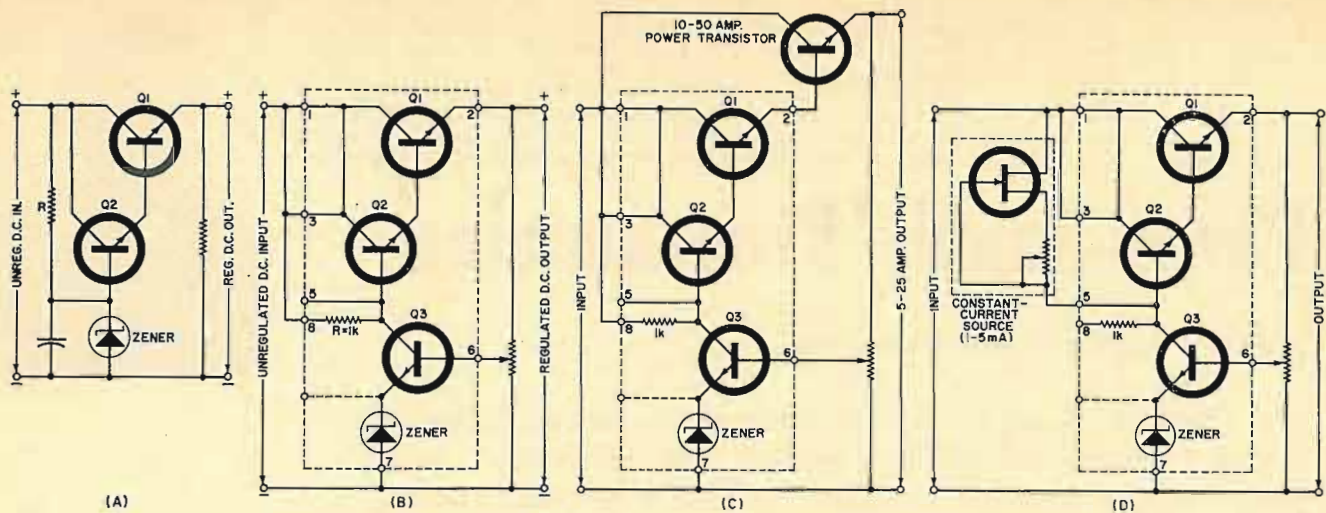 +
UNREG. D.C. IN.
−
R
Q1
Q2
ZENER
+
REG. D.C. OUT.
−
(A)
+
UNREGULATED D.C. INPUT
−
1
3
5
8
R=1k
Q1
2
Q2
Q3
6
ZENER
7
+
REGULATED D.C. OUTPUT
−
(B)
10-50 AMP.
POWER TRANSISTOR
INPUT
1
3
5
8
1k
Q1
2
Q2
Q3
6
ZENER
7
5-25 AMP OUTPUT
(C)
INPUT
CONSTANT-
CURRENT
SOURCE
(1-5mA)
1
3
5
8
1k
Q1
2
Q2
Q3
6
ZENER
7
OUTPUT
(D)